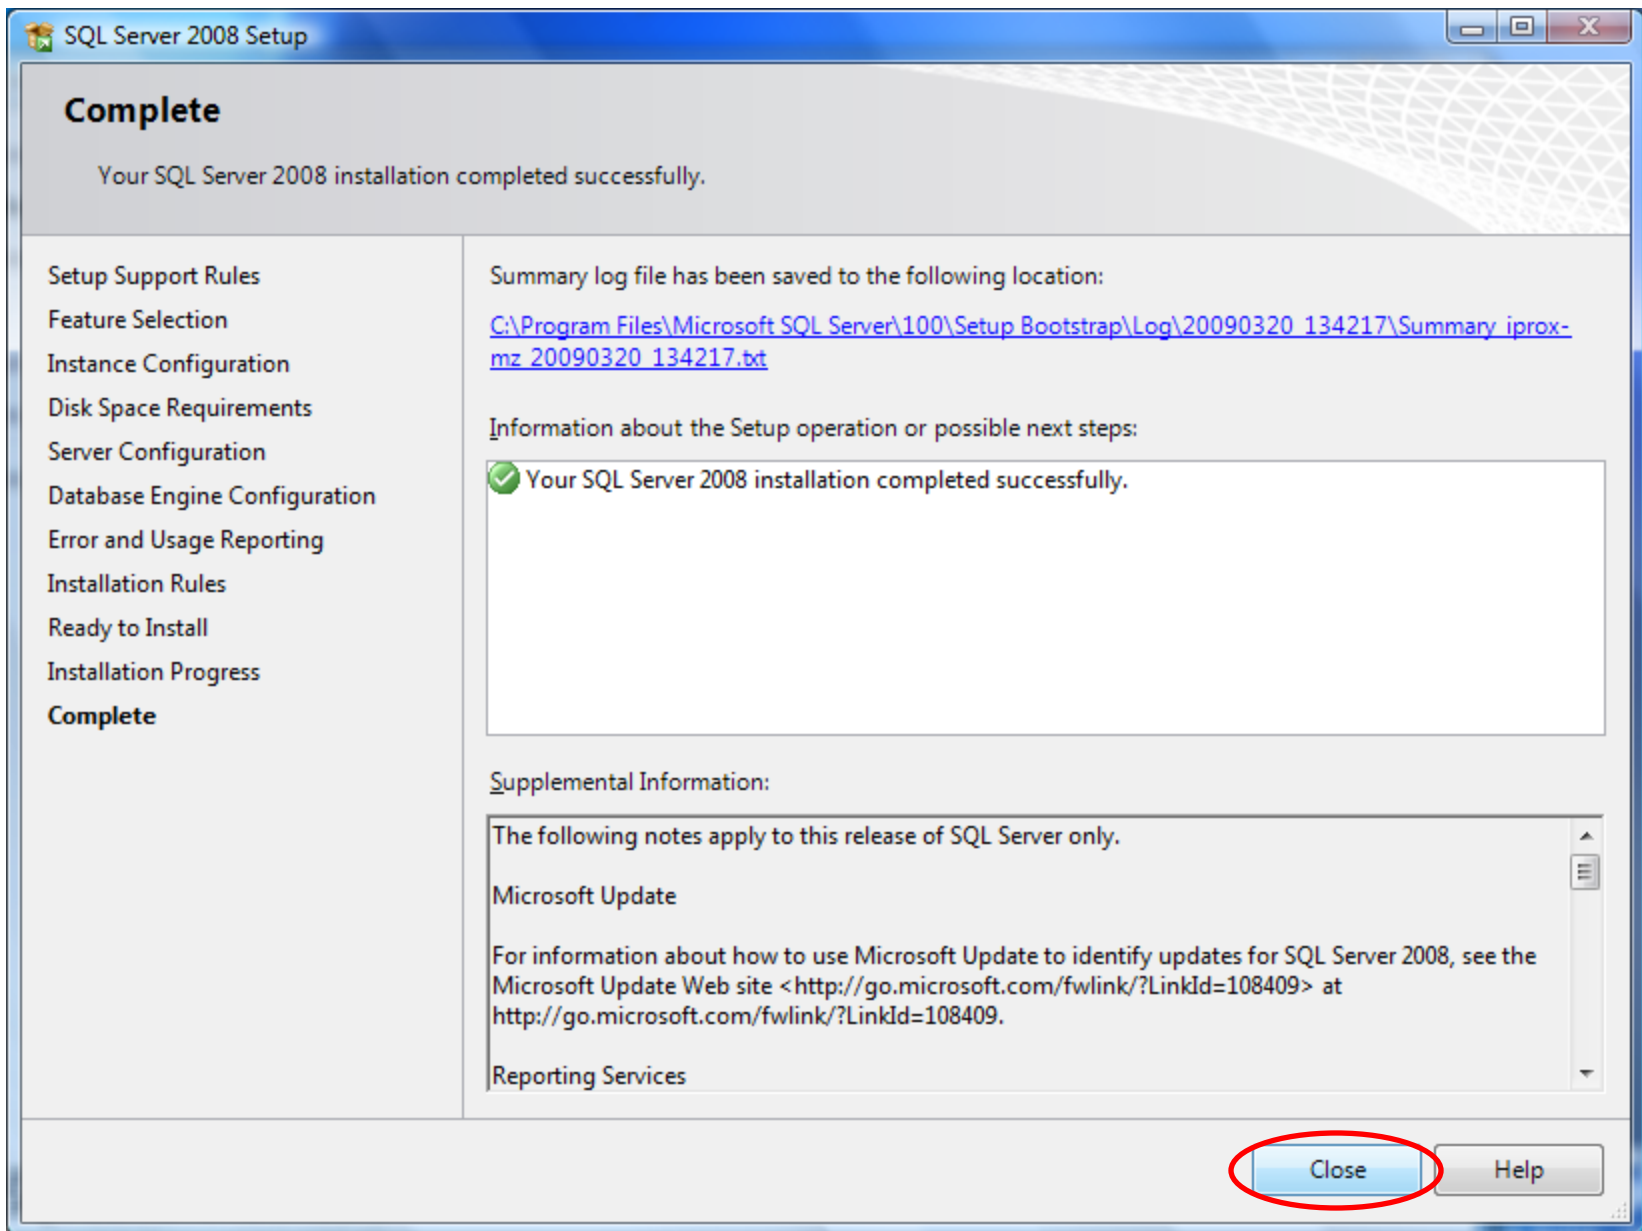 SQL Server 2008 Setup
Complete
Your SQL Server 2008 installation completed successfully.
Setup Support Rules
Feature Selection
Instance Configuration
Disk Space Requirements
Server Configuration
Database Engine Configuration
Error and Usage Reporting
Installation Rules
Ready to Install
Installation Progress
Complete
Summary log file has been saved to the following location:
C:\Program Files\Microsoft SQL Server\100\Setup Bootstrap\Log\20090320_134217\Summary_iprox-
mz_20090320_134217.txt
Information about the Setup operation or possible next steps:
Your SQL Server 2008 installation completed successfully.
Supplemental Information:
The following notes apply to this release of SQL Server only.
Microsoft Update
For information about how to use Microsoft Update to identify updates for SQL Server 2008, see the
Microsoft Update Web site <http://go.microsoft.com/fwlink/?LinkId=108409> at
http://go.microsoft.com/fwlink/?LinkId=108409.
Reporting Services
Close
Help